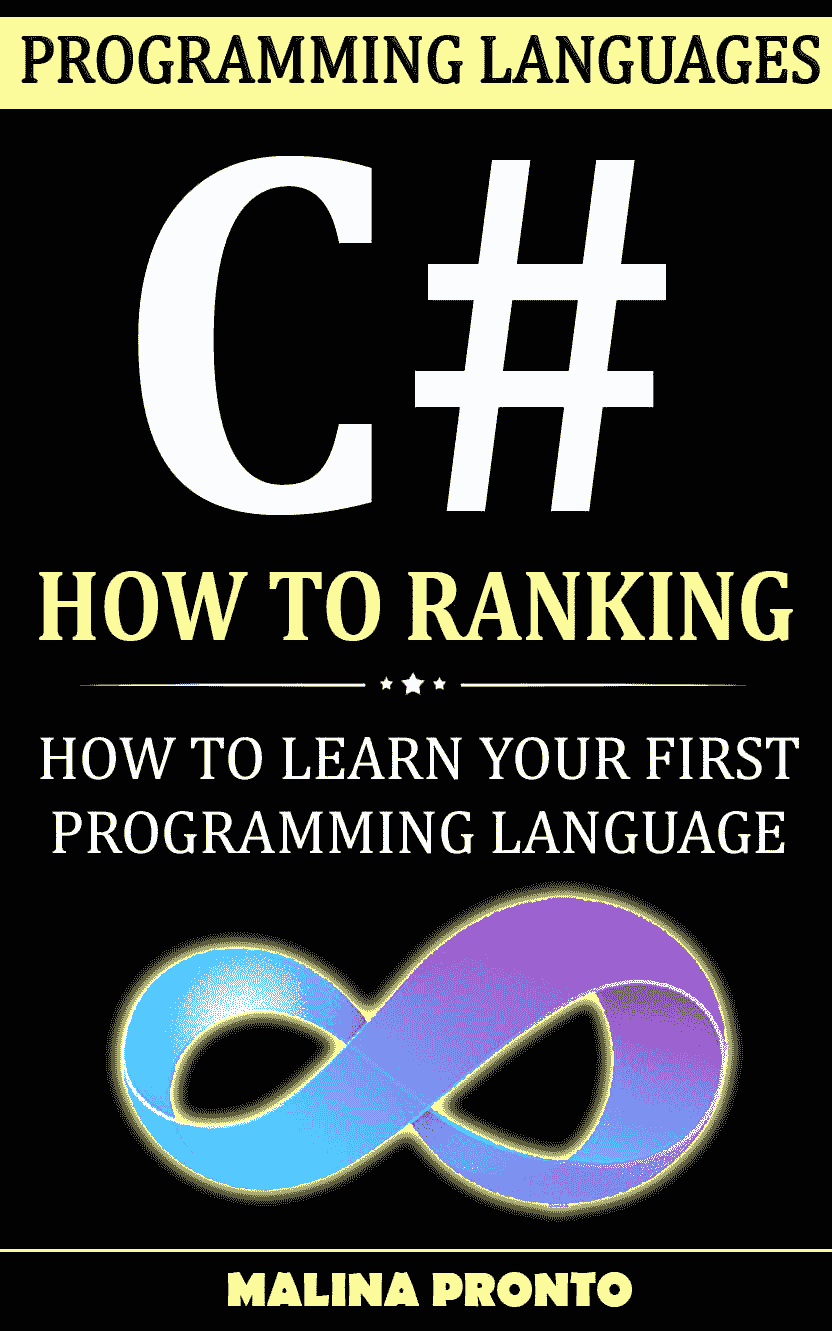 PROGRAMMING LANGUAGES
C#
HOW TO RANKING
HOW TO LEARN YOUR FIRST
PROGRAMMING LANGUAGE
MALINA PRONTO